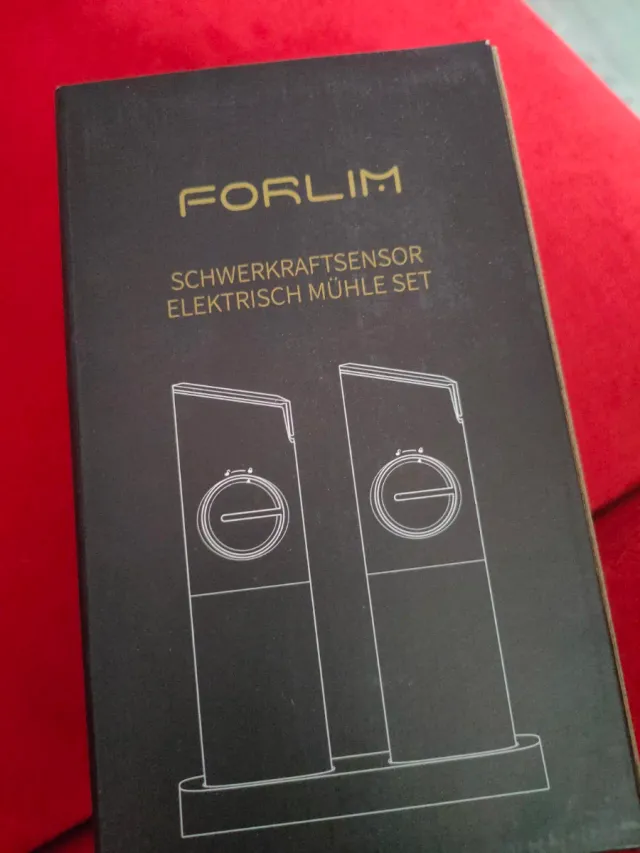 FORLIM
SCHWERKRAFTSENSOR
ELEKTRISCH MÜHLE SET